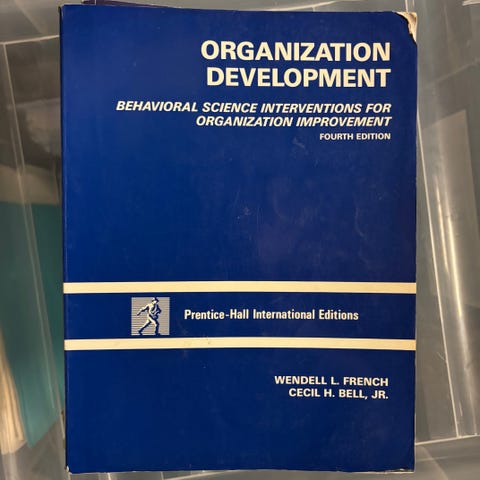 ORGANIZATION
DEVELOPMENT
BEHAVIORAL SCIENCE INTERVENTIONS FOR
ORGANIZATION IMPROVEMENT
FOURTH EDITION
Prentice-Hall International Editions
WENDELL L. FRENCH
CECIL H. BELL, JR.